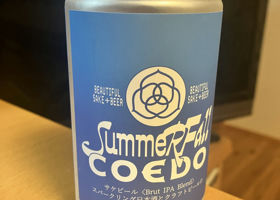 BEAUTIFUL
SAKE+BEER
BEAUTIFUL
SAKE+BEER
SummeRFall
COEDO
サケビール〈Brut IPA Blend〉
スパークリング日本酒とクラフトビールの